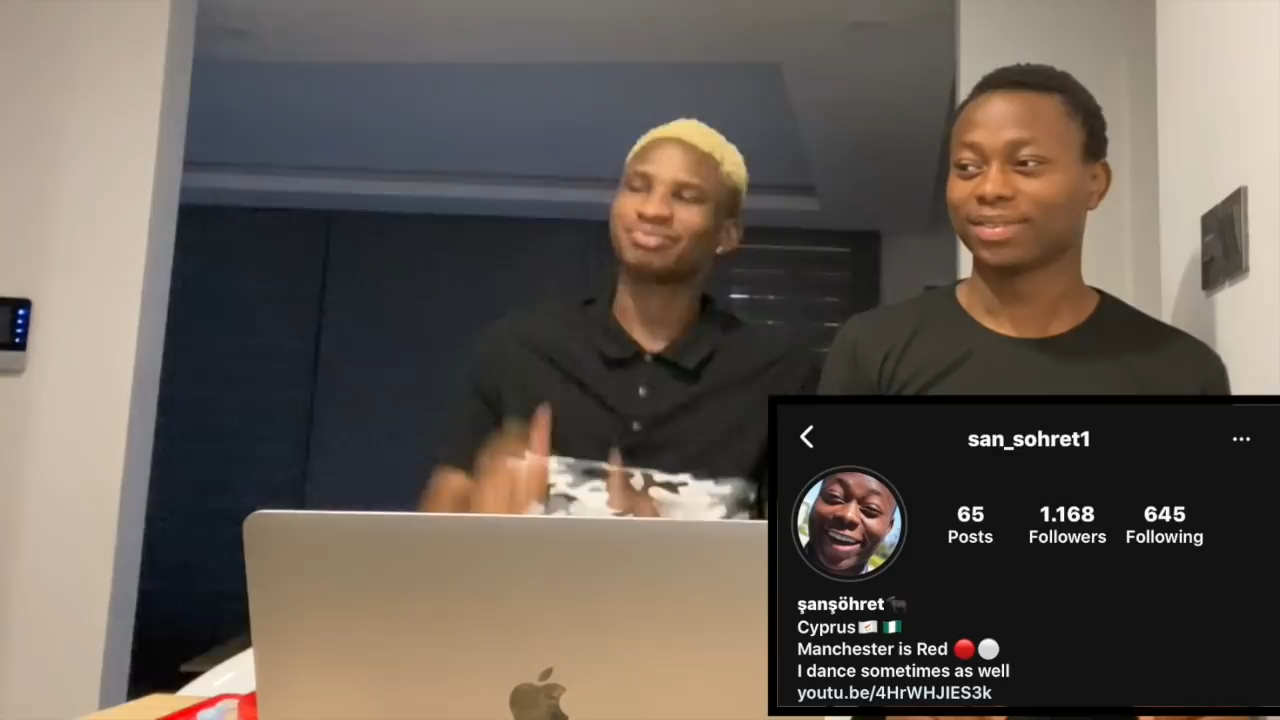 san_sohret1
65
1.168
645
Posts
Followers
Following
şanşöhret
Cyprus
Manchester is Red
I dance sometimes as well
youtu.be/4HrWHJIES3k